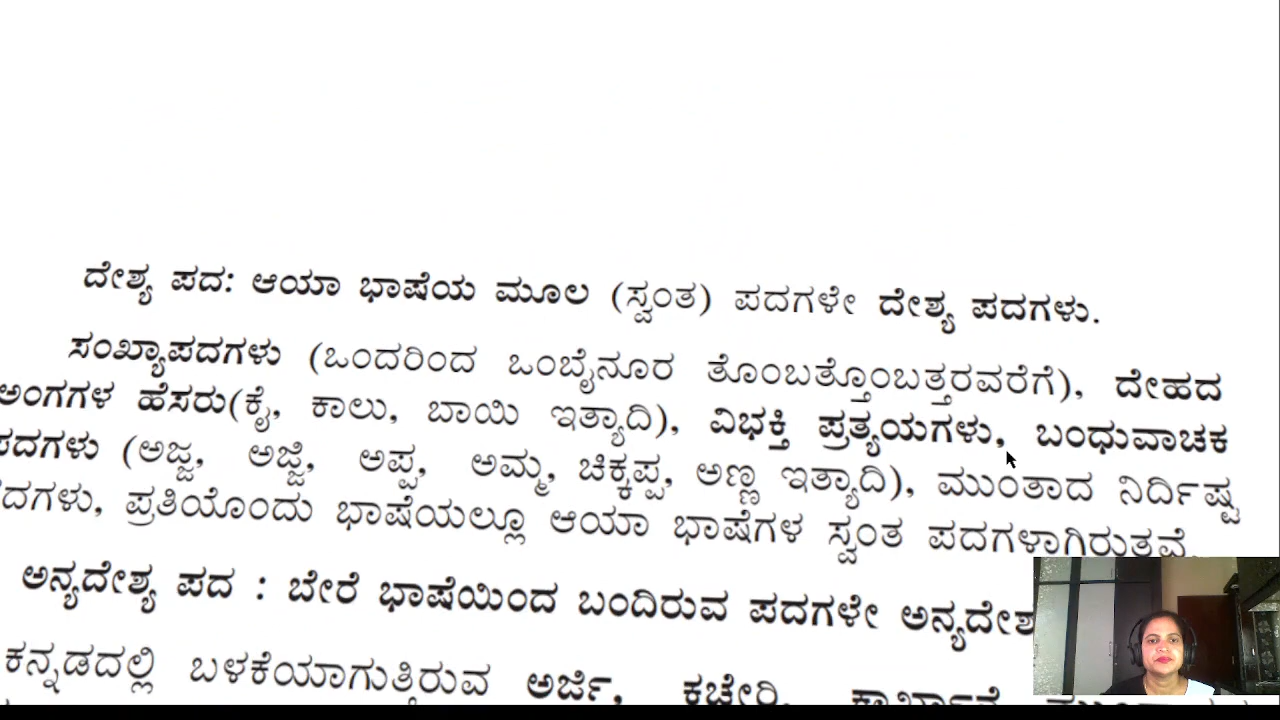 ದೇಶ್ಯ ಪದ: ಆಯಾ ಭಾಷೆಯ ಮೂಲ (ಸ್ವಂತ) ಪದಗಳೇ ದೇಶ್ಯ ಪದಗಳು.
ಸಂಖ್ಯಾಪದಗಳು (ಒಂದರಿಂದ ಒಂಬೈನೂರ ತೊಂಬತ್ತೊಂಬತ್ತರವರೆಗೆ), ದೇಹದ
ಅಂಗಗಳ ಹೆಸರು(ಕೈ, ಕಾಲು, ಬಾಯಿ ಇತ್ಯಾದಿ), ವಿಭಕ್ತಿ ಪ್ರತ್ಯಯಗಳು, ಬಂಧುವಾಚಕ
ಪದಗಳು (ಅಜ್ಜ, ಅಜ್ಜಿ, ಅಪ್ಪ, ಅಮ್ಮ, ಚಿಕ್ಕಪ್ಪ, ಅಣ್ಣ ಇತ್ಯಾದಿ), ಮುಂತಾದ ನಿರ್ದಿಷ್ಟ
ಪದಗಳು, ಪ್ರತಿಯೊಂದು ಭಾಷೆಯಲ್ಲೂ ಆಯಾ ಭಾಷೆಗಳ ಸ್ವಂತ ಪದಗಳಾಗಿರುತ್ತವೆ.
ಅನ್ಯದೇಶ್ಯ ಪದ : ಬೇರೆ ಭಾಷೆಯಿಂದ ಬಂದಿರುವ ಪದಗಳೇ
ಕನ್ನಡದಲ್ಲಿ ಬಳಕೆಯಾಗುತ್ತಿರುವ ಅರ್ಜಿ, ಕಚೇರಿ, ಕಾರ್ಖಾನೆ